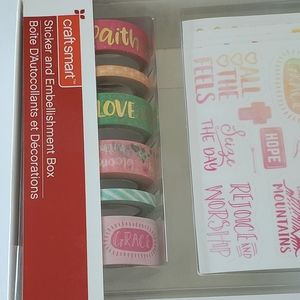 craftsmart™
Sticker and Embellishment Box
Boîte D'Autocollants et Décorations
faith
LOVE
GRACE
ALL
THE
FEELS
HOPE
Seize
THE DAY
REJOICE AND
WORSHIP
MOUNTAINS